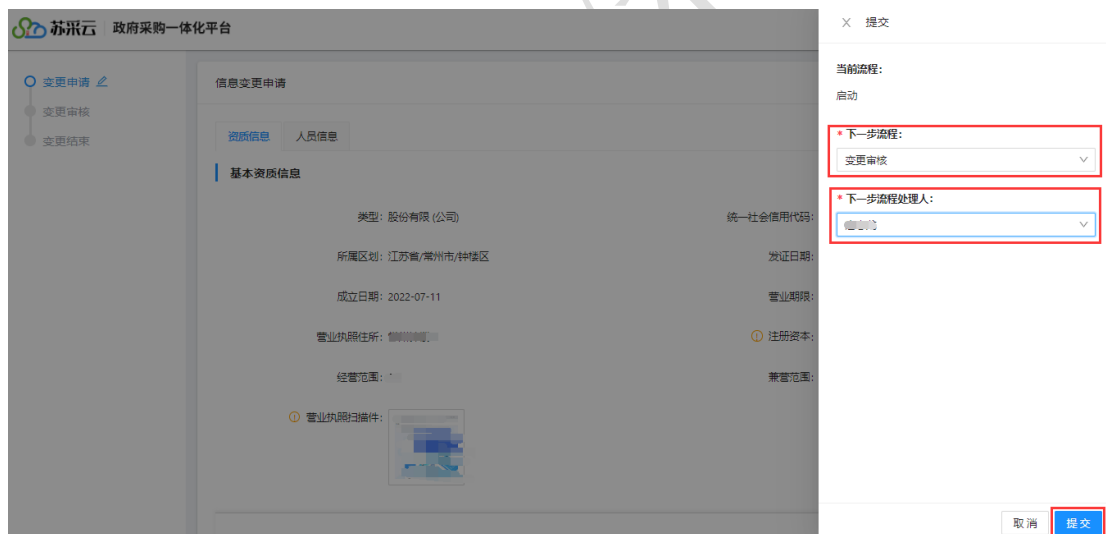 苏采云 政府采购一体化平台
变更申请
变更审核
变更结束
信息变更申请
资质信息 人员信息
基本资质信息
类型: 股份有限 (公司) 统一社会信用代码:
所属区划: 江苏省/常州市/钟楼区 发证日期:
成立日期: 2022-07-11 营业期限:
营业执照住所: 注册资本:
经营范围: 兼营范围:
营业执照扫描件:
提交
当前流程:
启动
* 下一步流程:
变更审核
* 下一步流程处理人:
取消 提交